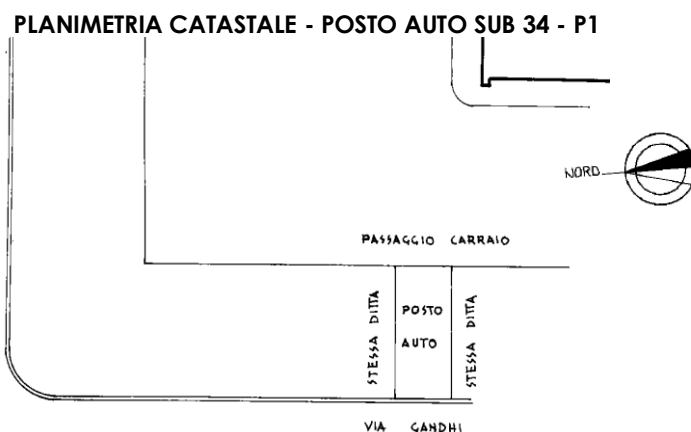 PLANIMETRIA CATASTALE - POSTO AUTO SUB 34 - P1
NORD
PASSAGGIO CARRAIO
STESSA DITTA
POSTO
AUTO
STESSA DITTA
VIA GANDHI